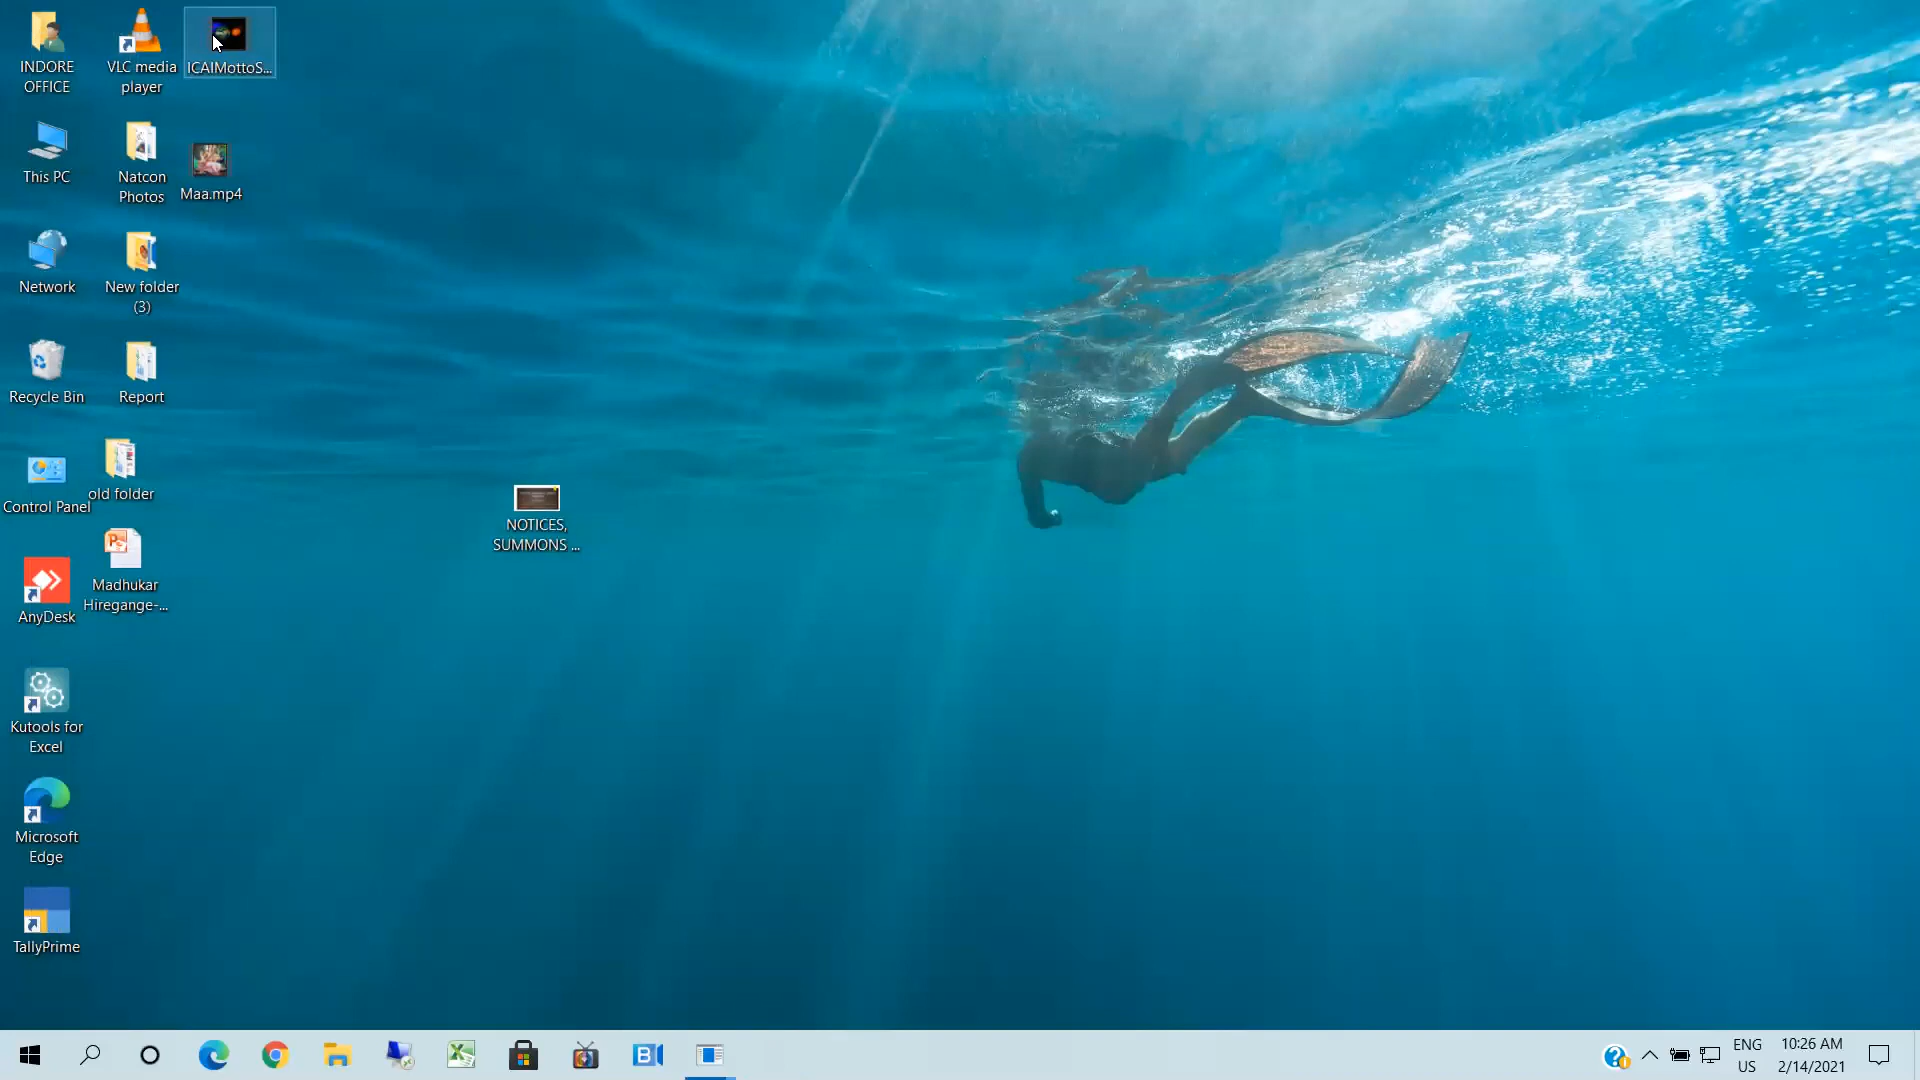 INDORE
OFFICE
VLC media
player
ICAIMottoS...
This PC
Natcon
Photos
Maa.mp4
Network
New folder
(3)
Recycle Bin
Report
Control Panel
old folder
NOTICES,
SUMMONS ...
AnyDesk
Madhukar
Hiregange-...
Kutools for
Excel
Microsoft
Edge
TallyPrime
ENG
US
10:26 AM
2/14/2021